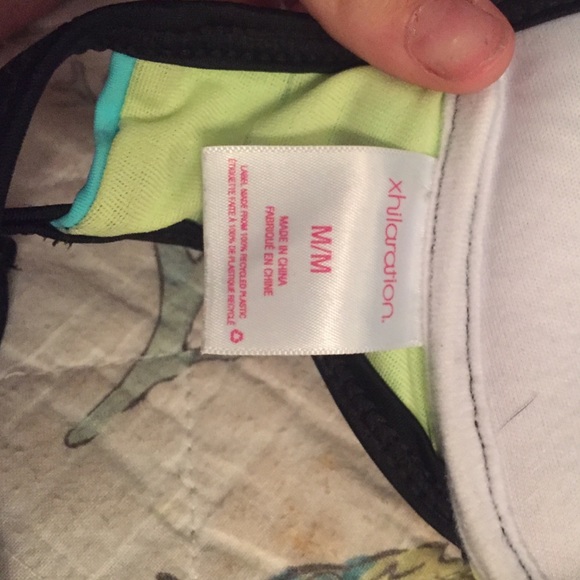 xhilaration.
M/M
MADE IN CHINA
FABRIQUÉ EN CHINE
LABEL MADE FROM 100% RECYCLED PLASTIC
ÉTIQUETTE FAITE À 100% DE PLASTIQUE RECYCLÉ